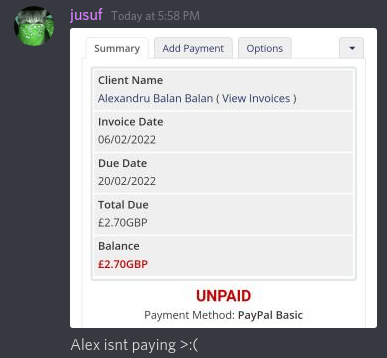 jusuf Today at 5:58 PM
Summary Add Payment Options
Client Name
Alexandru Balan Balan ( View Invoices )
Invoice Date
06/02/2022
Due Date
20/02/2022
Total Due
£2.70GBP
Balance
£2.70GBP
UNPAID
Payment Method: PayPal Basic
Alex isnt paying >:(